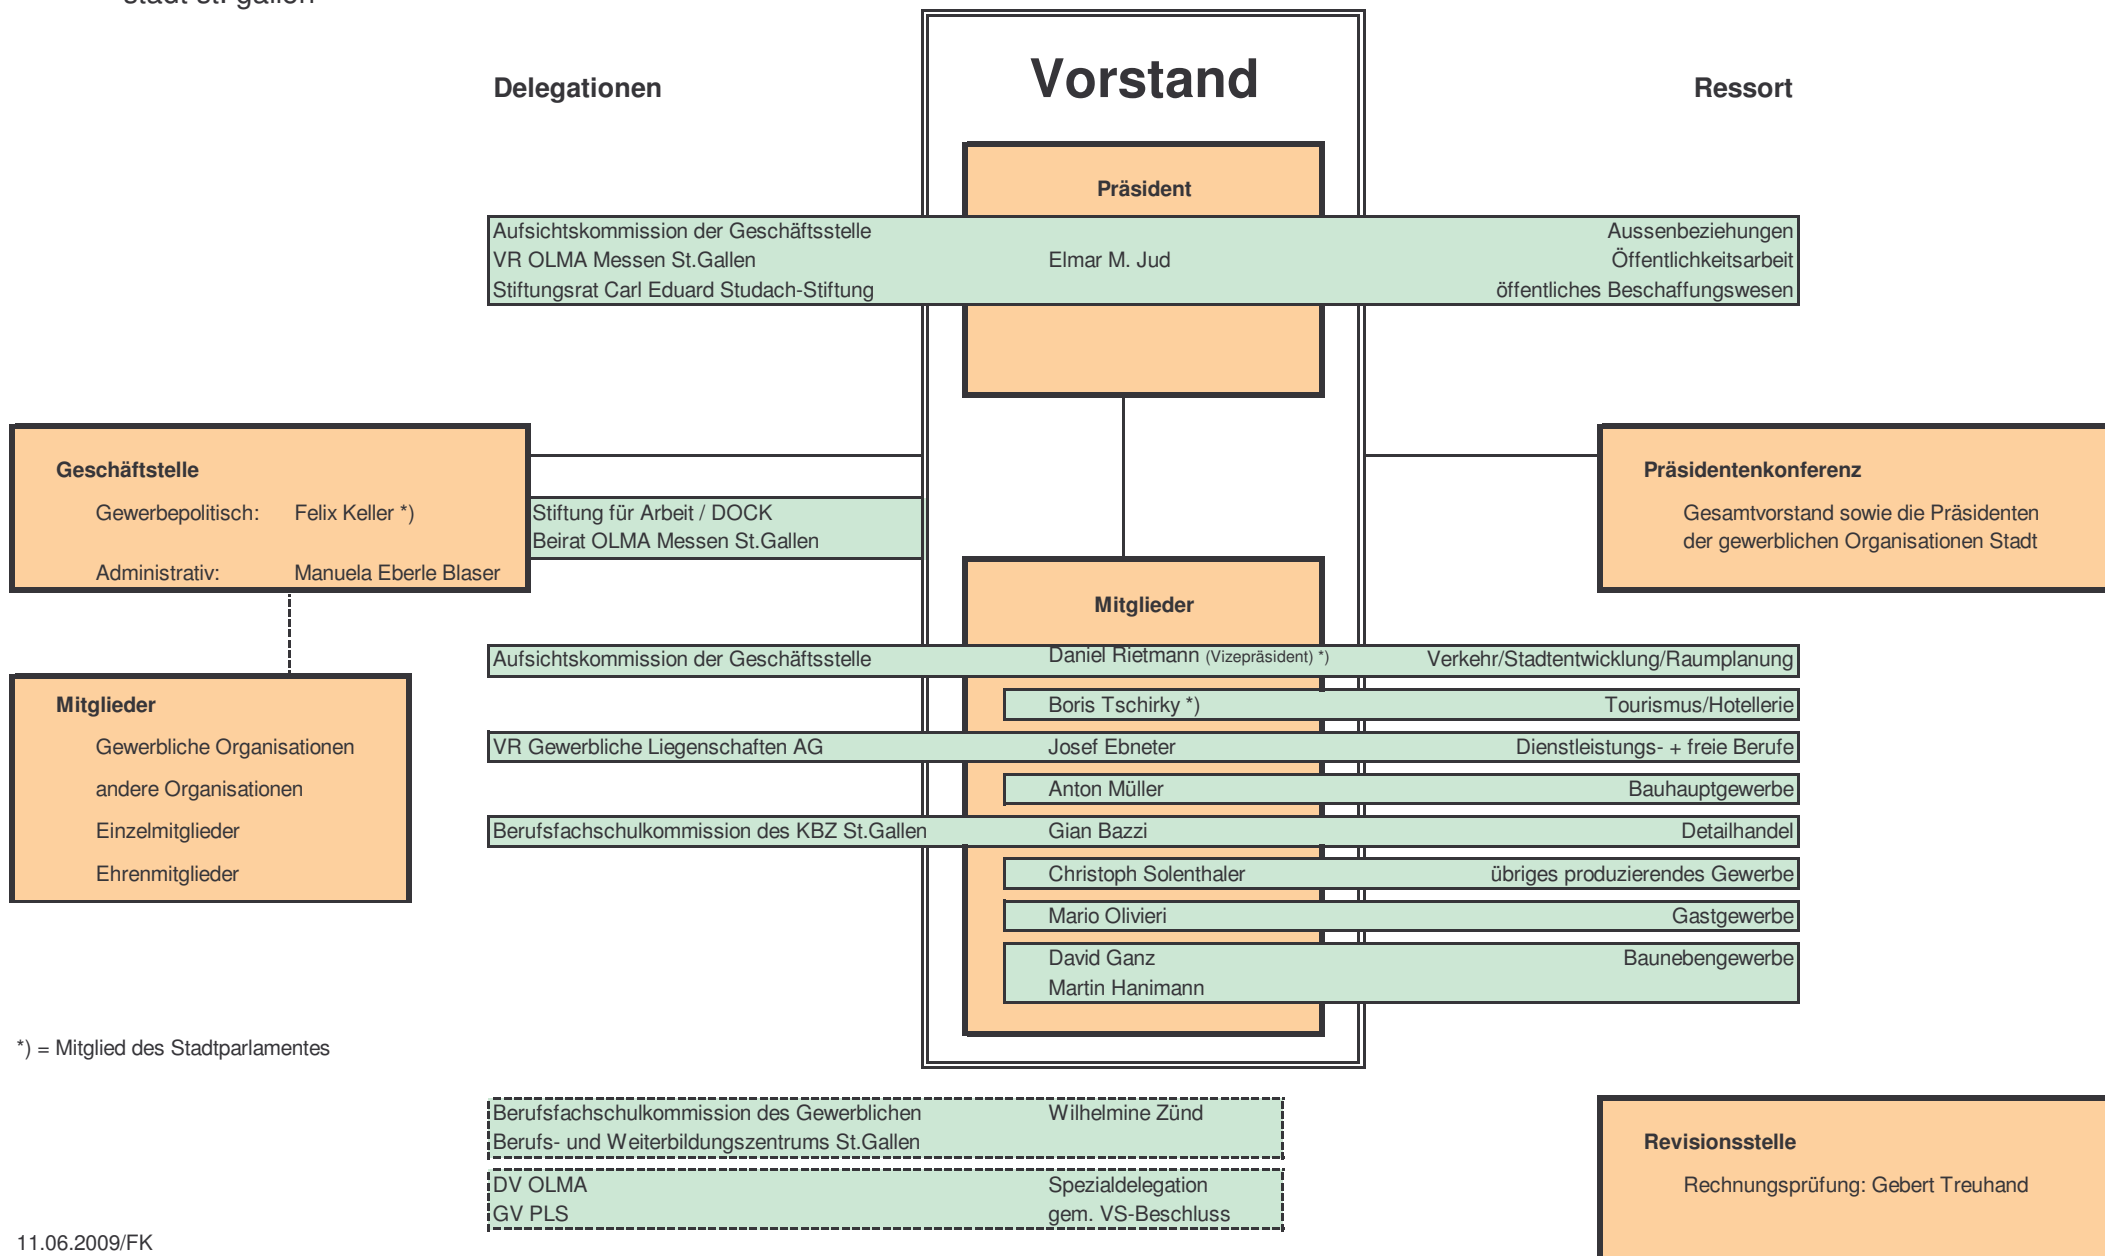 stadt st. gallen
Delegationen
Vorstand
Ressort
Präsident
Aufsichtskommission der Geschäftsstelle
Aussenbeziehungen
VR OLMA Messen St.Gallen
Elmar M. Jud
Öffentlichkeitsarbeit
Stiftungsrat Carl Eduard Studach-Stiftung
öffentliches Beschaffungswesen
Geschäftstelle
Gewerbepolitisch: Felix Keller *)
Administrativ: Manuela Eberle Blaser
Stiftung für Arbeit / DOCK
Beirat OLMA Messen St.Gallen
Präsidentenkonferenz
Gesamtvorstand sowie die Präsidenten
der gewerblichen Organisationen Stadt
Mitglieder
Aufsichtskommission der Geschäftsstelle
Daniel Rietmann (Vizepräsident) *)
Verkehr/Stadtentwicklung/Raumplanung
Boris Tschirky *)
Tourismus/Hotellerie
VR Gewerbliche Liegenschaften AG
Josef Ebneter
Dienstleistungs- + freie Berufe
Anton Müller
Bauhauptgewerbe
Berufsfachschulkommission des KBZ St.Gallen
Gian Bazzi
Detailhandel
Christoph Solenthaler
übriges produzierendes Gewerbe
Mario Olivieri
Gastgewerbe
David Ganz
Baunebengewerbe
Martin Hanimann
Mitglieder
Gewerbliche Organisationen
andere Organisationen
Einzelmitglieder
Ehrenmitglieder
*) = Mitglied des Stadtparlamentes
Berufsfachschulkommission des Gewerblichen
Wilhelmine Zünd
Berufs- und Weiterbildungszentrums St.Gallen
DV OLMA
Spezialdelegation
GV PLS
gem. VS-Beschluss
Revisionsstelle
Rechnungsprüfung: Gebert Treuhand
11.06.2009/FK